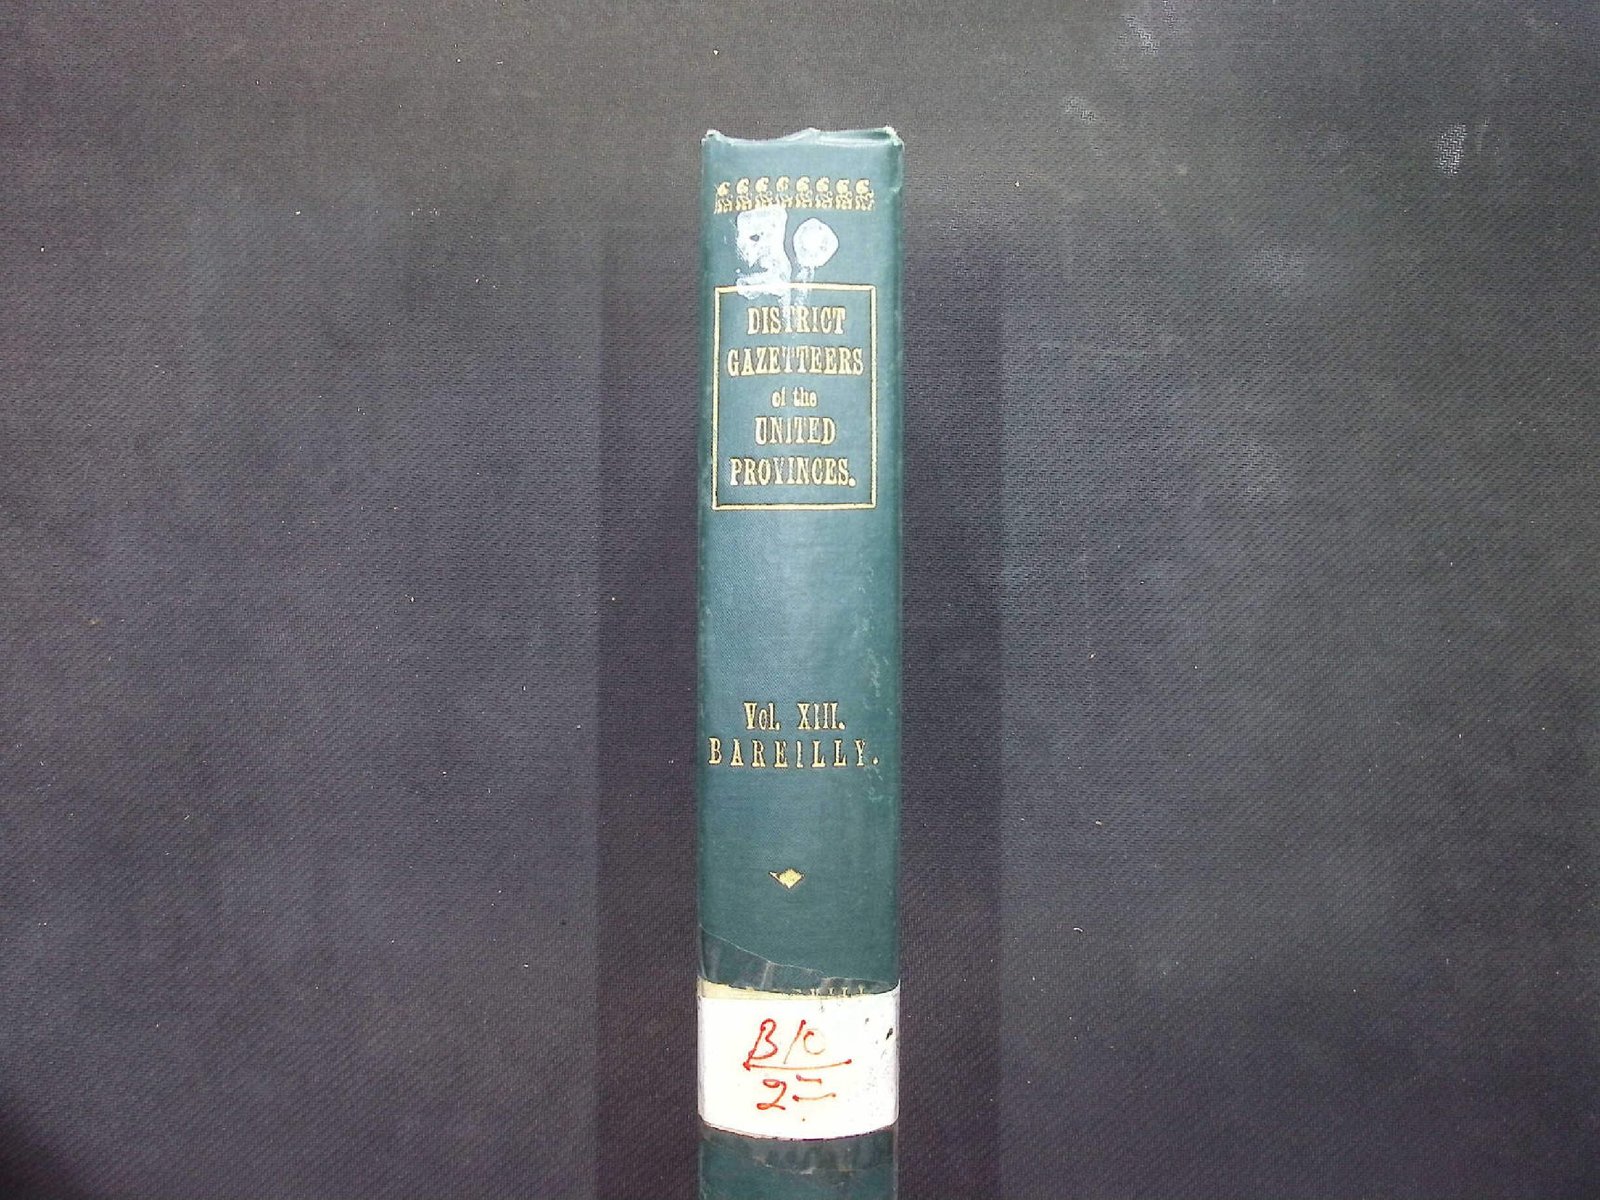 DISTRICT
GAZETTEERS
of the
UNITED
PROVINCES.
Vol. XIII.
BAREILLY.
B/C
2